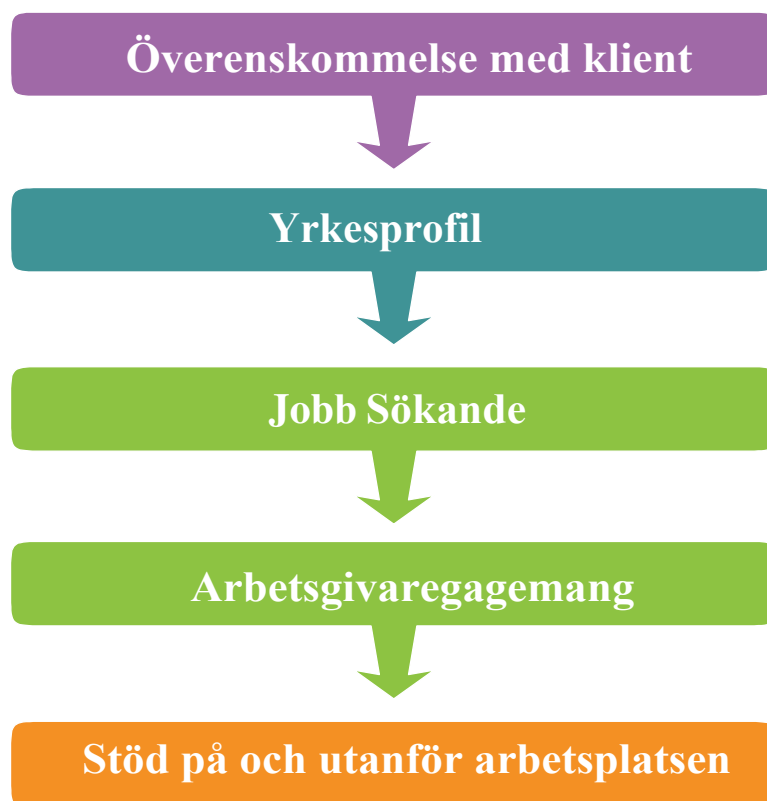 Överenskommelse med klient
Yrkesprofil
Jobb Sökande
Arbetsgivaregagemang
Stöd på och utanför arbetsplatsen